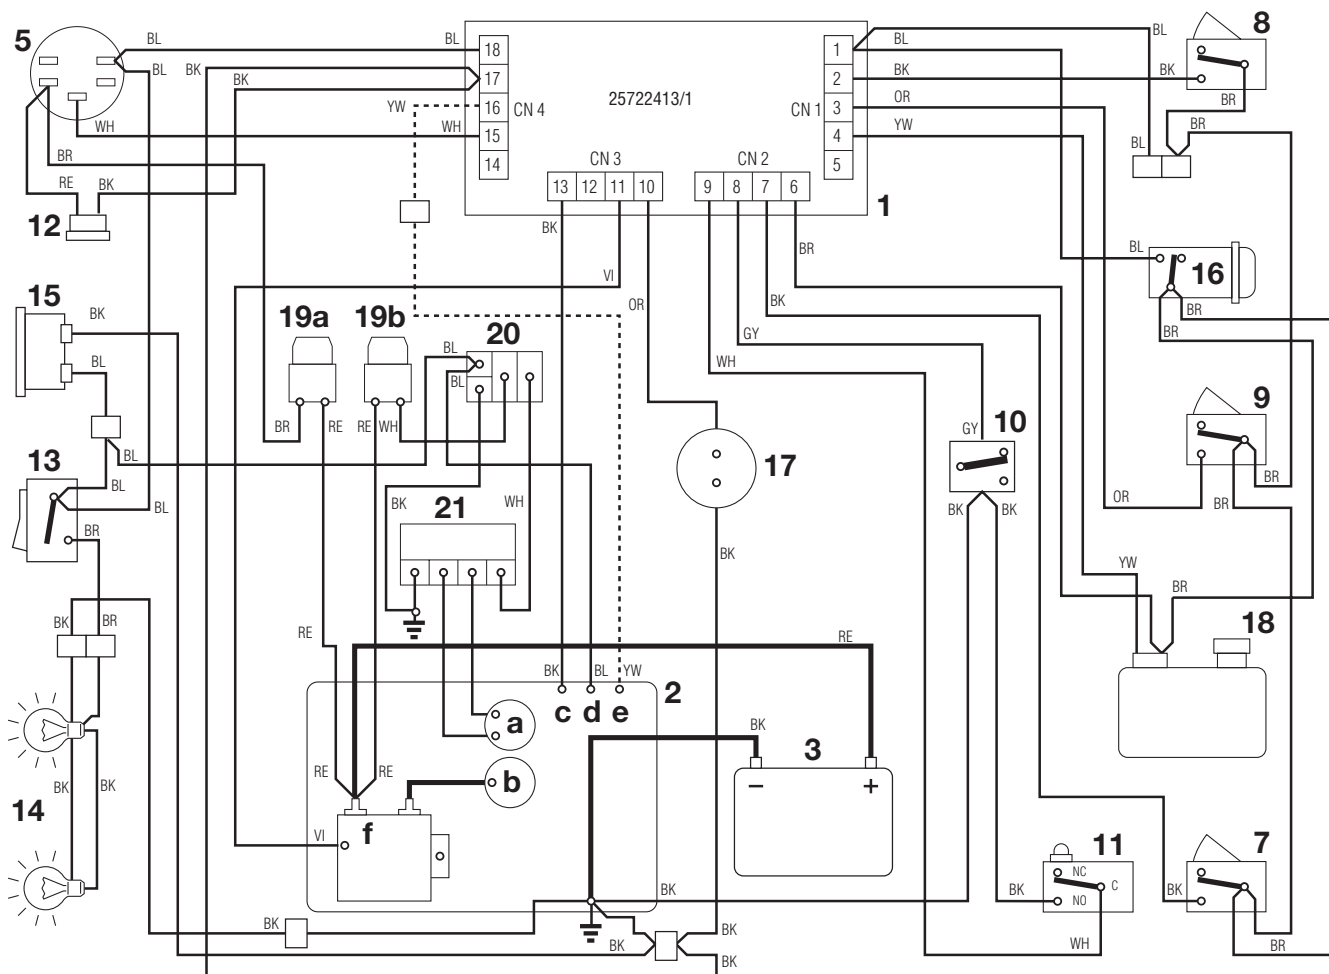 5
BL
BL
18
1
BL
BL
8
BL
BK
BK
17
2
BK
BK
25722413/1
YW
16
CN 4
CN 1
3
OR
BR
WH
WH
15
4
YW
BR
BR
14
CN 3
CN 2
5
BL
RE
BK
13
12
11
10
9
8
7
6
1
12
BK
BR
BL
16
VI
OR
BK
BR
BR
15
BK
19a
19b
20
GY
BL
BL
WH
BL
9
BR
RE
RE
WH
GY
10
13
BL
17
BL
BL
BR
BK
21
WH
BK
BK
OR
BR
BR
BK
YW
BR
BK
BR
RE
RE
18
BK
BL
YW
2
c
d
e
a
BK
3
b
− +
RE
RE
BK
BK
14
VI
f
11
7
NC
C
NO
BK
BK
BK
BK
BK
BK
WH
BR
BK